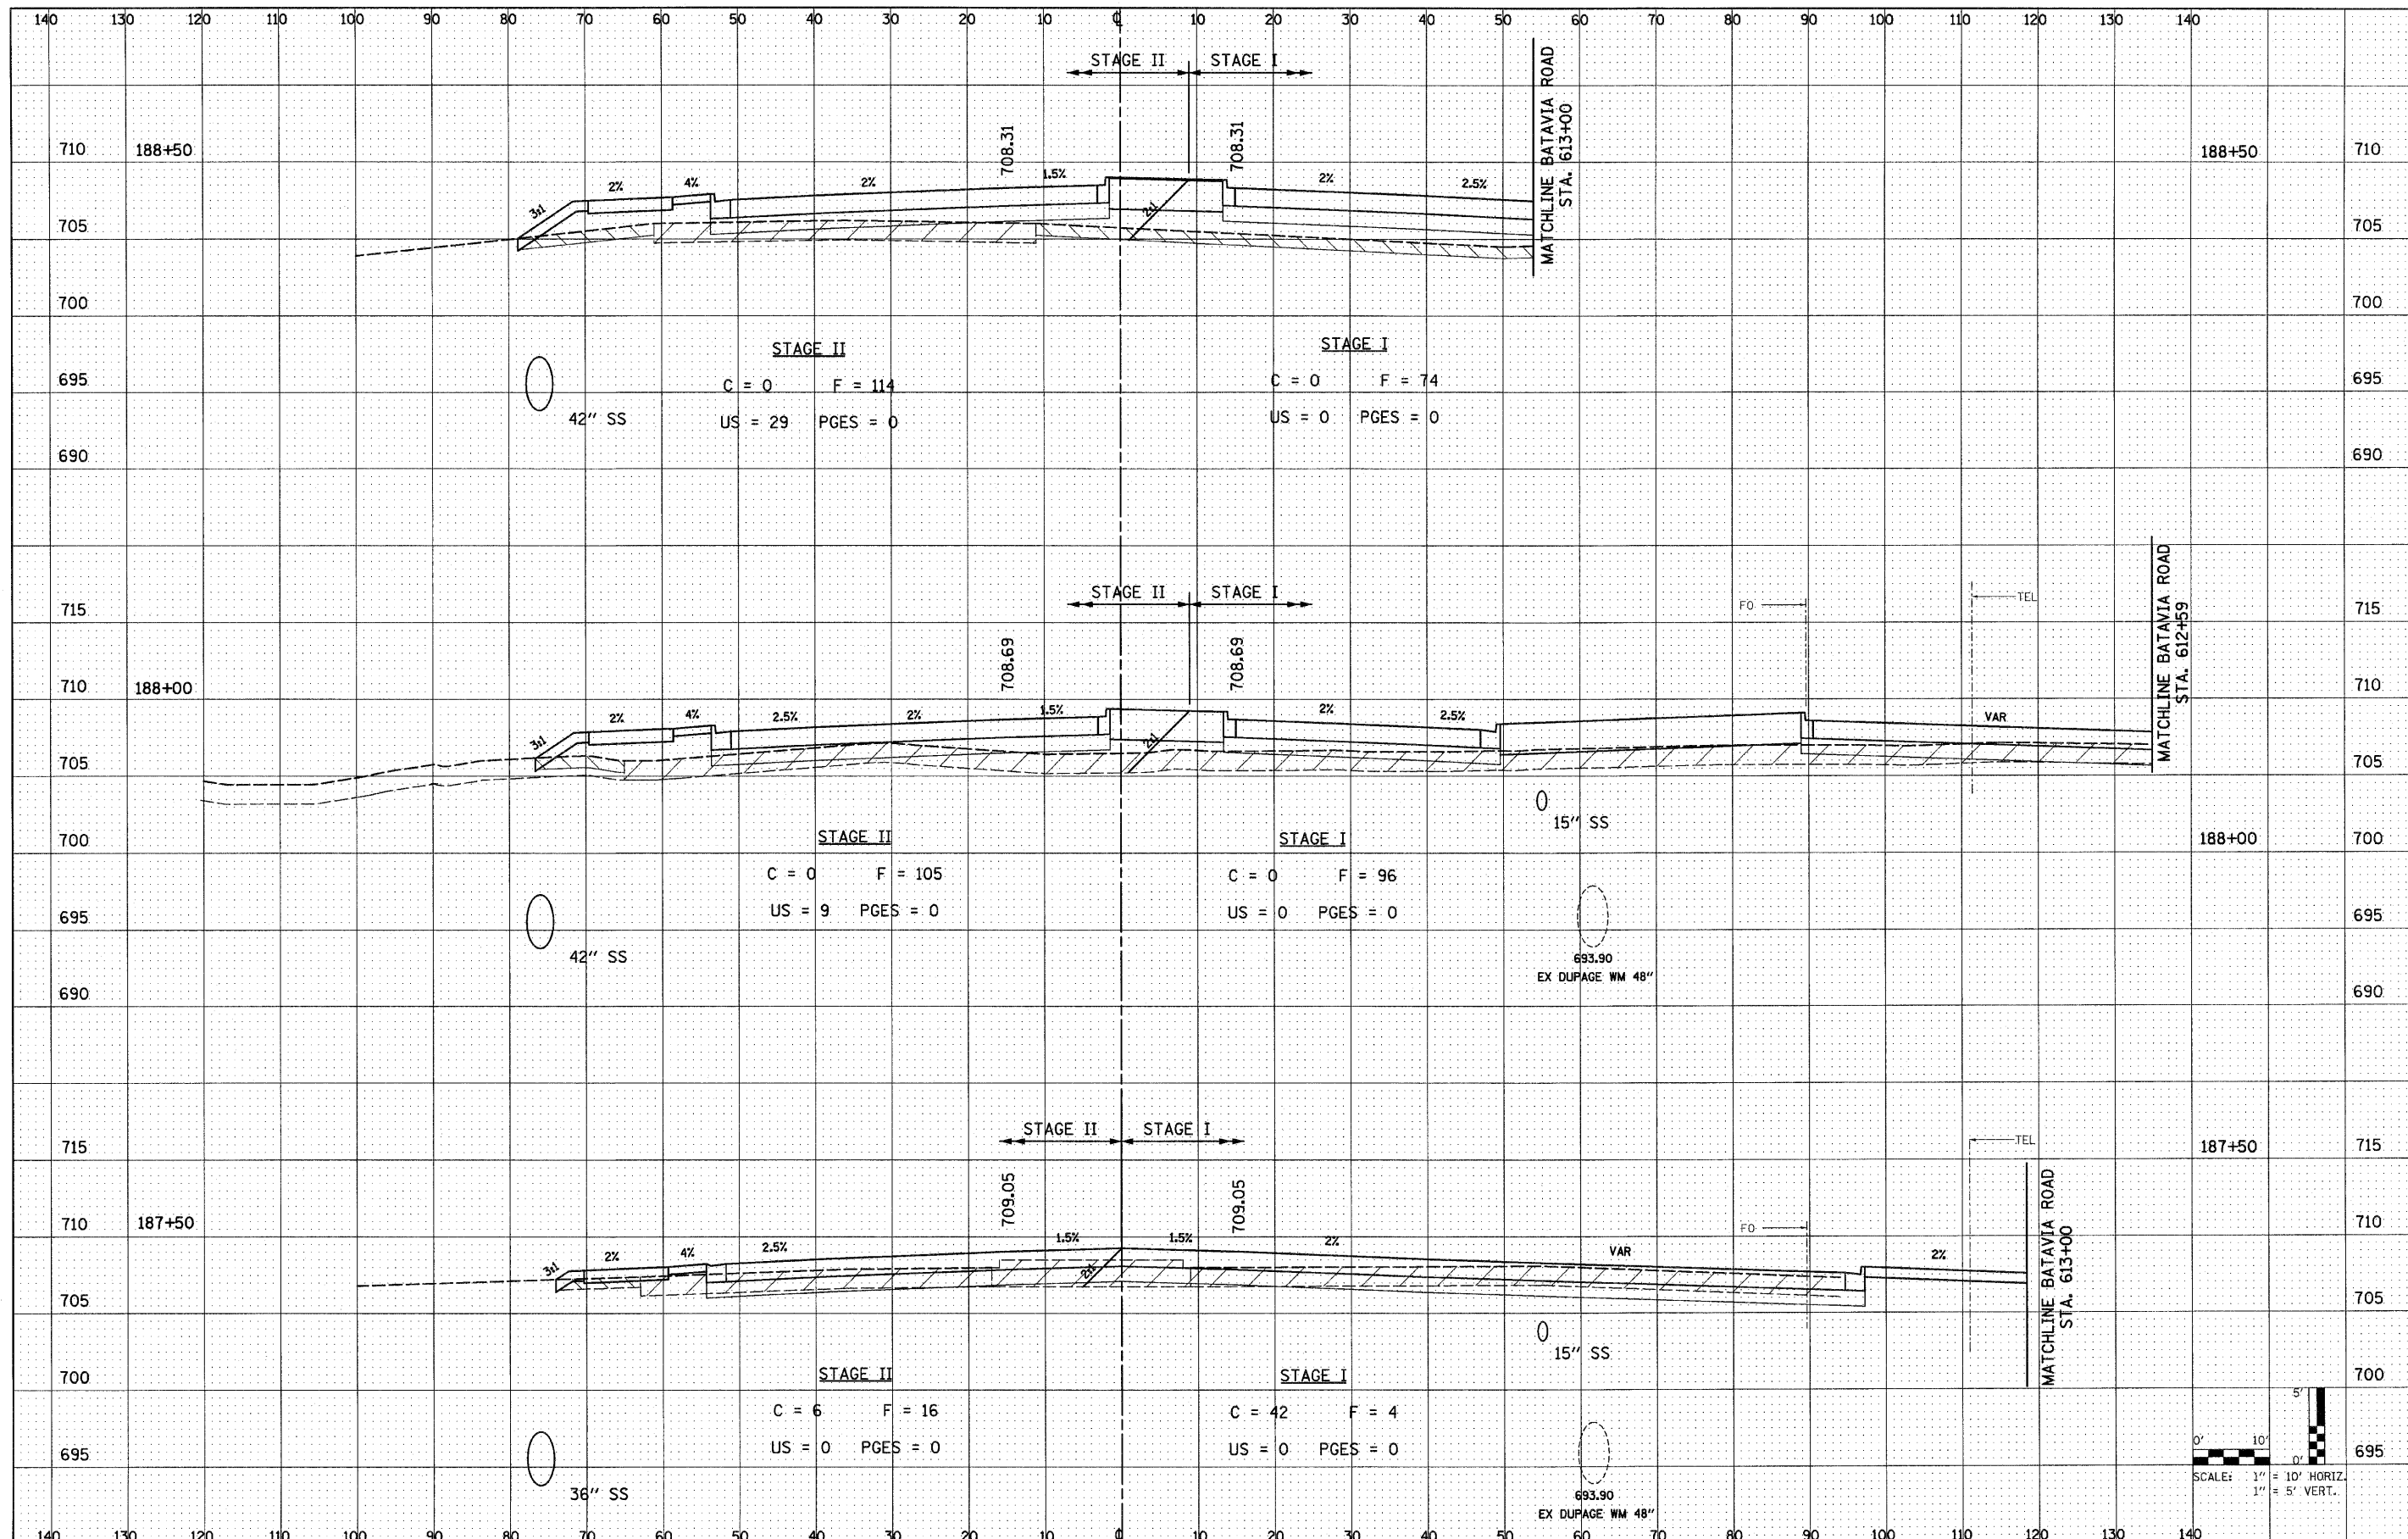 140 130 120 110 100 90 80 70 60 50 40 30 20 10 ℄ 10 20 30 40 50 60 70 80 90 100 110 120 130 140
STAGE II STAGE I
MATCHLINE BATAVIA ROAD
STA. 613+00
708.31 708.31
710 188+50 188+50 710
3:1 2% 4% 2% 1.5% 2:1 2% 2.5%
705 705
700 700
STAGE II STAGE I
695 695
C = 0 F = 114 C = 0 F = 74
42" SS
US = 29 PGES = 0 US = 0 PGES = 0
690 690
STAGE II STAGE I
FO TEL
MATCHLINE BATAVIA ROAD
STA. 612+59
715 715
708.69 708.69
710 188+00 710
3:1 2% 4% 2.5% 2% 1.5% 2:1 2% 2.5% VAR
705 705
15" SS
700 188+00 700
STAGE II STAGE I
C = 0 F = 105 C = 0 F = 96
US = 9 PGES = 0 US = 0 PGES = 0
695 695
42" SS
693.90
EX DUPAGE WM 48"
690 690
STAGE II STAGE I
TEL
715 187+50 715
MATCHLINE BATAVIA ROAD
STA. 613+00
709.05 709.05
710 187+50 FO 710
3:1 2% 4% 2.5% 1.5% 2:1 1.5% 2% VAR 2%
705 705
15" SS
700 700
STAGE II STAGE I
C = 6 F = 16 C = 42 F = 4
US = 0 PGES = 0 US = 0 PGES = 0
695 695
36" SS
693.90
EX DUPAGE WM 48"
5'
0' 10'
0'
SCALE: 1" = 10' HORIZ.
1" = 5' VERT.
140 130 120 110 100 90 80 70 60 50 40 30 20 10 ℄ 10 20 30 40 50 60 70 80 90 100 110 120 130 140